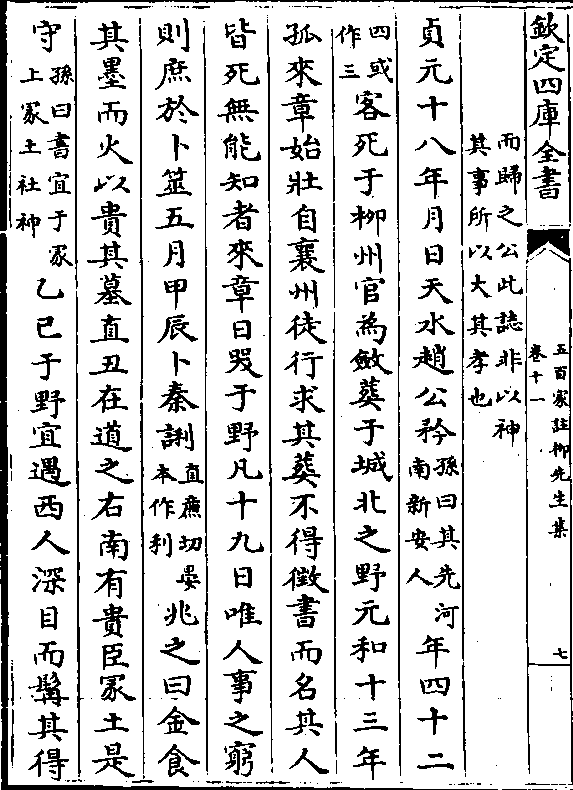 欽定四庫全書
五百家註柳先生集
卷十一
七
而歸之公此誌非以神
其事所以大其孝也
貞元十八年月日天水趙公矜孫曰其先河南新安人年四十二
四或作三客死于柳州官為斂葬于城北之野元和十三年
孤來章始壯自襄州徒行求其葬不得徵書而名其人
皆死無能知者來章日哭于野凡十九日唯人事之窮
則庶於卜筮五月甲辰卜秦誗直廉切晏本作利兆之曰金食
其墨而火以貴其墓直丑在道之右南有貴臣冢土是
守孫曰書宜于冢上冢土社神乙巳于野宜遇西人深目而髯其得